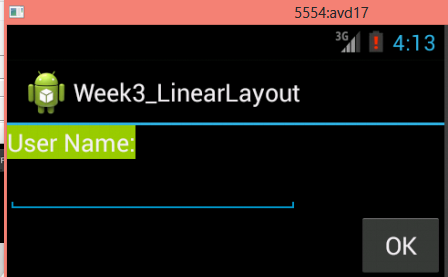 5554:avd17
3G 4:13
Week3_LinearLayout
User Name:
OK